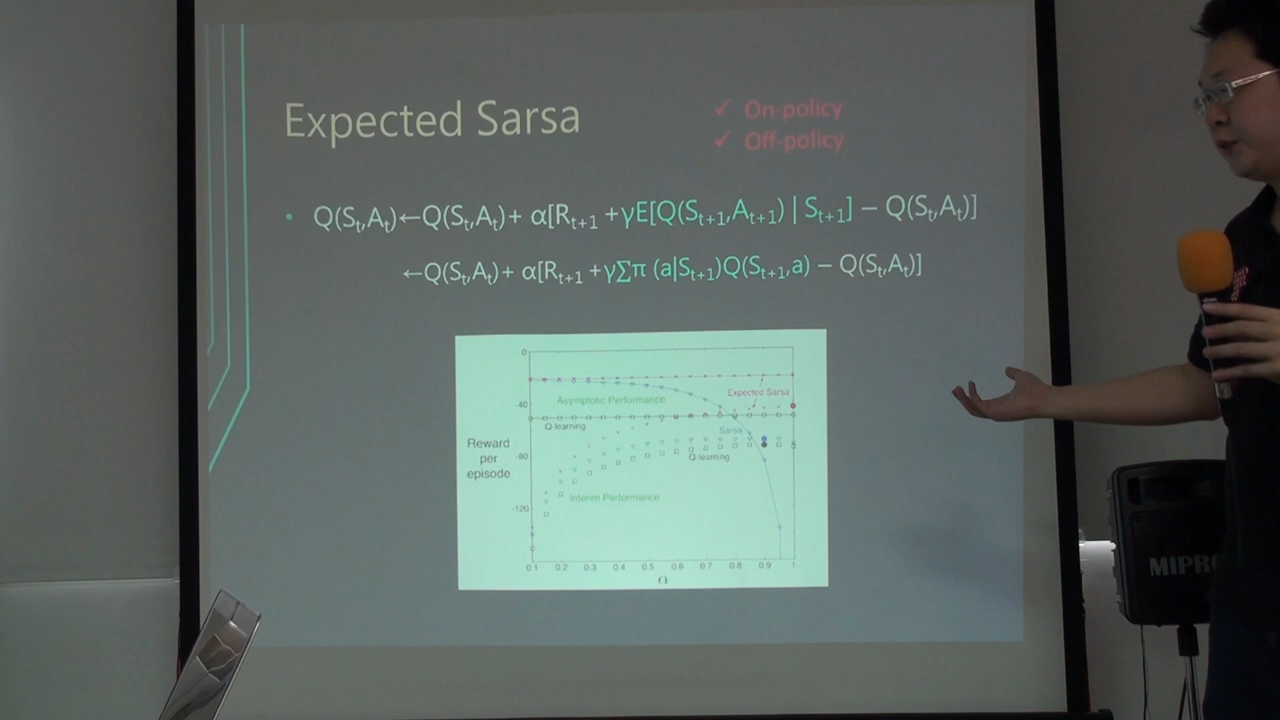 Expected Sarsa
✓ On-policy
✓ Off-policy
• Q(Sₜ,Aₜ)←Q(Sₜ,Aₜ)+ α[Rₜ₊₁ +γE[Q(Sₜ₊₁,Aₜ₊₁) | Sₜ₊₁] − Q(Sₜ,Aₜ)]
←Q(Sₜ,Aₜ)+ α[Rₜ₊₁ +γ∑π (a|Sₜ₊₁)Q(Sₜ₊₁,a) − Q(Sₜ,Aₜ)]
0
Expected Sarsa
-40
Asymptotic Performance
Q-learning
Sarsa
Reward
per
episode
-80
Q-learning
Interim Performance
-120
0.1 0.2 0.3 0.4 0.5 0.6 0.7 0.8 0.9 1
MIPRO